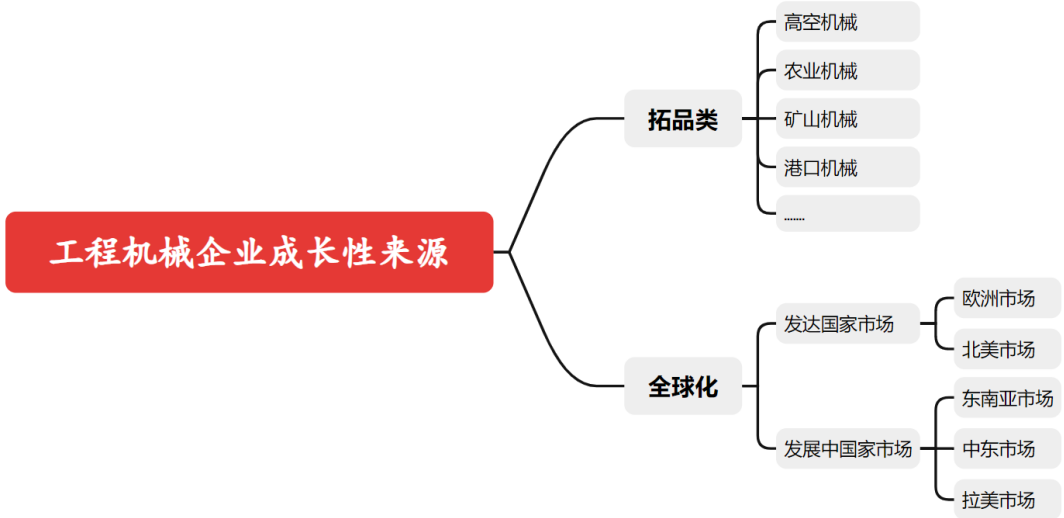 工程机械企业成长性来源
拓品类
高空机械
农业机械
矿山机械
港口机械
......
全球化
发达国家市场
欧洲市场
北美市场
发展中国家市场
东南亚市场
中东市场
拉美市场